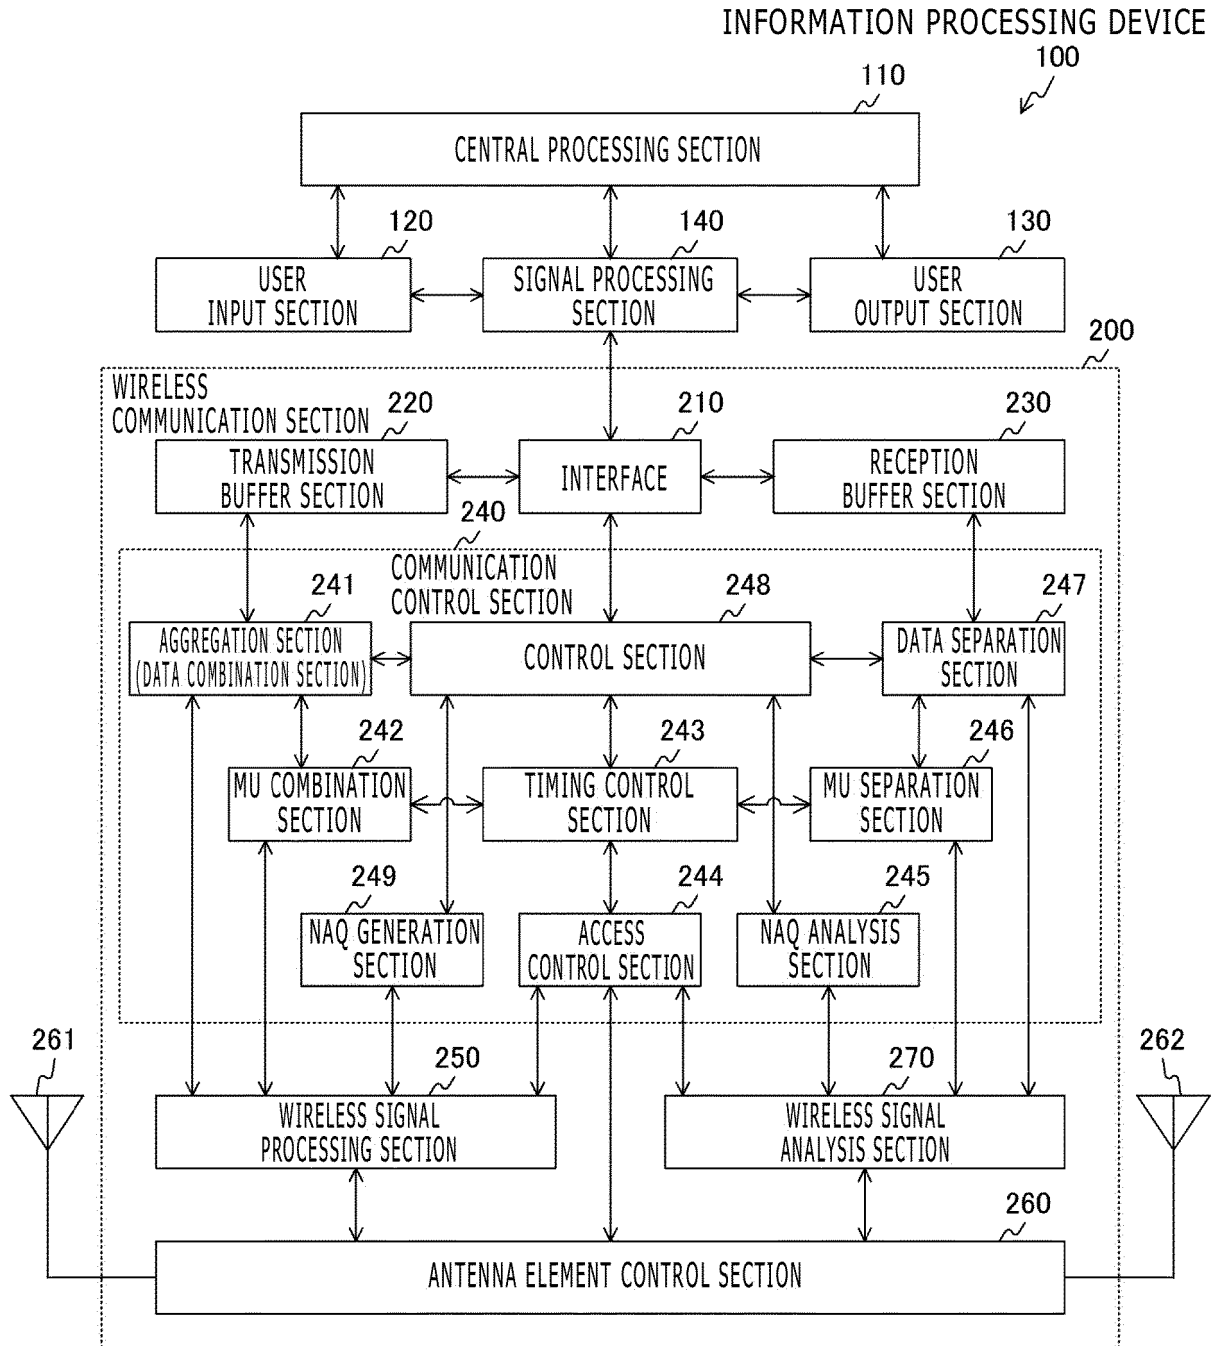 INFORMATION PROCESSING DEVICE
100
110
CENTRAL PROCESSING SECTION
120
140
130
USER
INPUT SECTION
SIGNAL PROCESSING
SECTION
USER
OUTPUT SECTION
200
WIRELESS
COMMUNICATION SECTION
220
210
230
TRANSMISSION
BUFFER SECTION
INTERFACE
RECEPTION
BUFFER SECTION
240
COMMUNICATION
CONTROL SECTION
241
248
247
AGGREGATION SECTION
(DATA COMBINATION SECTION)
CONTROL SECTION
DATA SEPARATION
SECTION
242
243
246
MU COMBINATION
SECTION
TIMING CONTROL
SECTION
MU SEPARATION
SECTION
249
244
245
NAQ GENERATION
SECTION
ACCESS
CONTROL SECTION
NAQ ANALYSIS
SECTION
261
250
270
262
WIRELESS SIGNAL
PROCESSING SECTION
WIRELESS SIGNAL
ANALYSIS SECTION
260
ANTENNA ELEMENT CONTROL SECTION